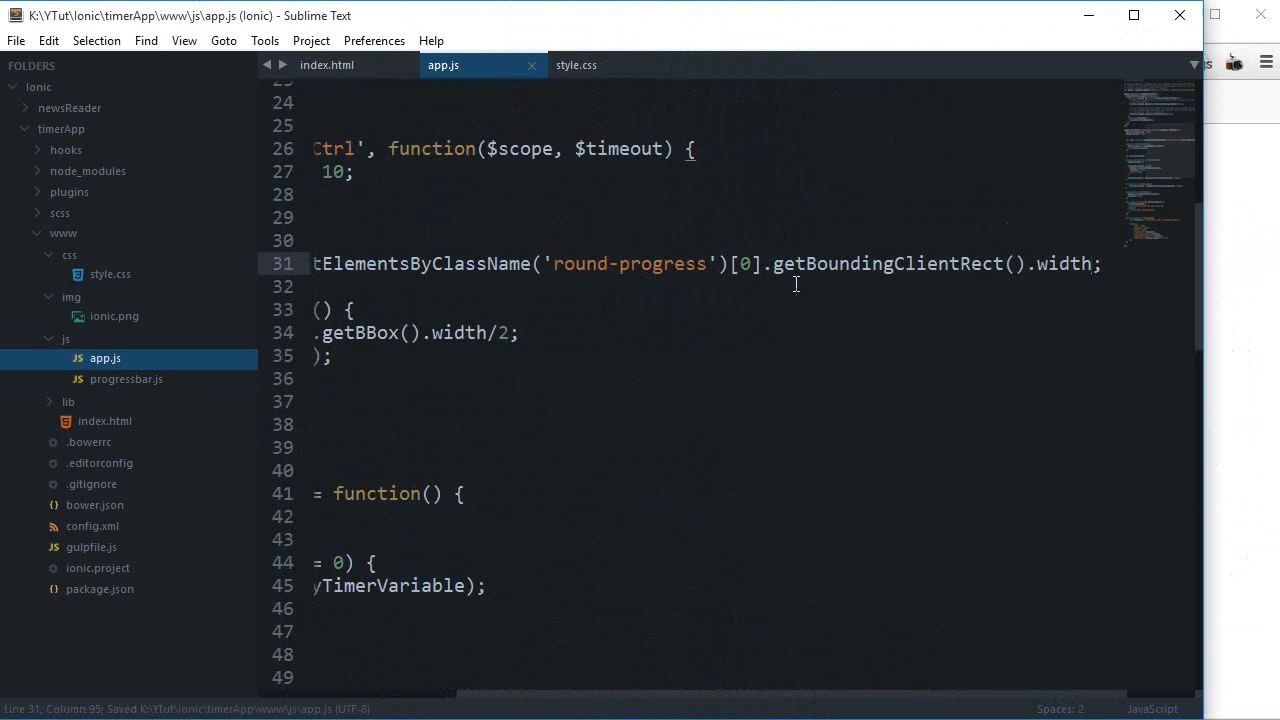 K:\YTut\Ionic\timerApp\www\js\app.js (Ionic) - Sublime Text
File Edit Selection Find View Goto Tools Project Preferences Help
FOLDERS
Ionic
newsReader
timerApp
hooks
node_modules
plugins
scss
www
css
style.css
img
ionic.png
js
app.js
progressbar.js
lib
index.html
.bowerrc
.editorconfig
.gitignore
bower.json
config.xml
gulpfile.js
ionic.project
package.json
index.html app.js style.css
24
25
26 Ctrl', function($scope, $timeout) {
27 10;
28
29
30
31 tElementsByClassName('round-progress')[0].getBoundingClientRect().width;
32
33 () {
34 .getBBox().width/2;
35 );
36
37
38
39
40
41 = function() {
42
43
44 = 0) {
45 yTimerVariable);
46
47
48
49
Line 31, Column 95; Saved K:\YTut\Ionic\timerApp\www\js\app.js (UTF-8) Spaces: 2 JavaScript